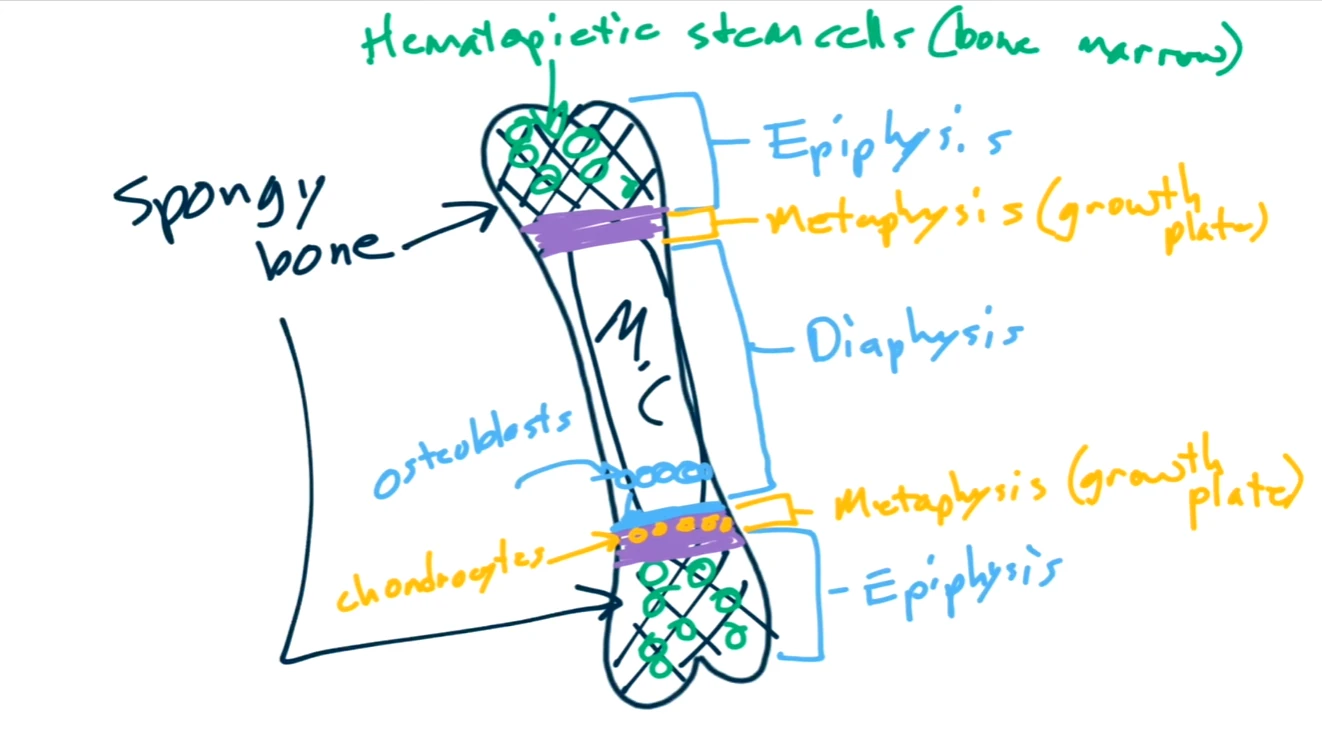 Hematopietic stem cells (bone marrow)
Epiphysis
Spongy
bone
Metaphysis (growth
plate)
M.
C
Diaphysis
osteoblasts
Metaphysis (growth
plate)
chondrocytes
Epiphysis